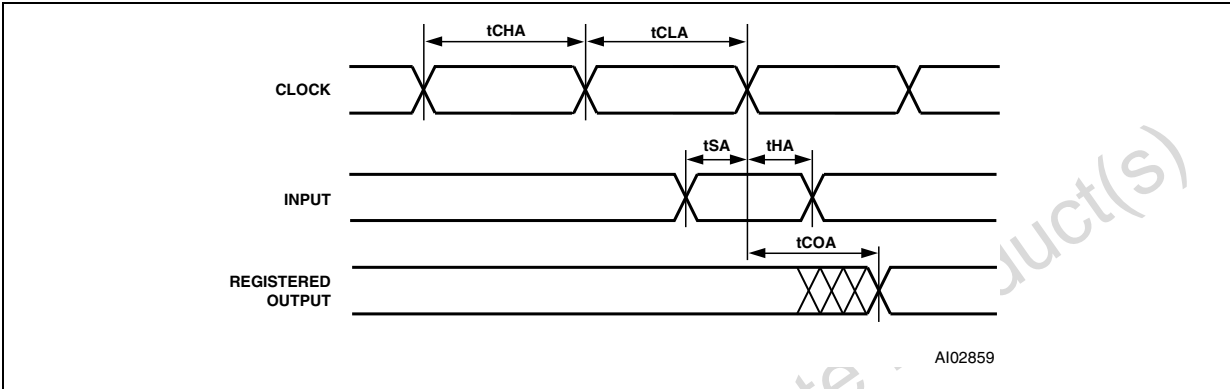 tCHA tCLA
CLOCK
tSA tHA
INPUT
tCOA
REGISTERED
OUTPUT
AI02859